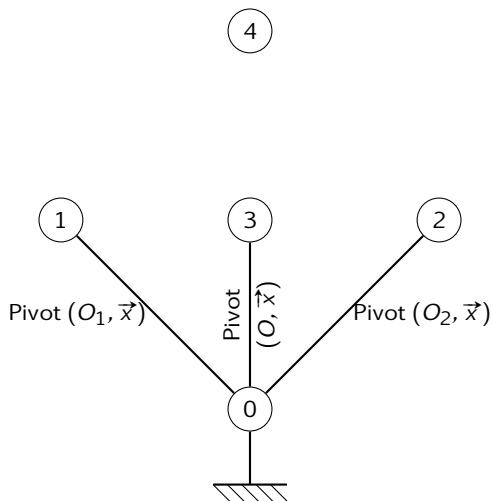 4
1
3
2
Pivot (O₁, x⃗)
Pivot
(O, x⃗)
Pivot (O₂, x⃗)
0